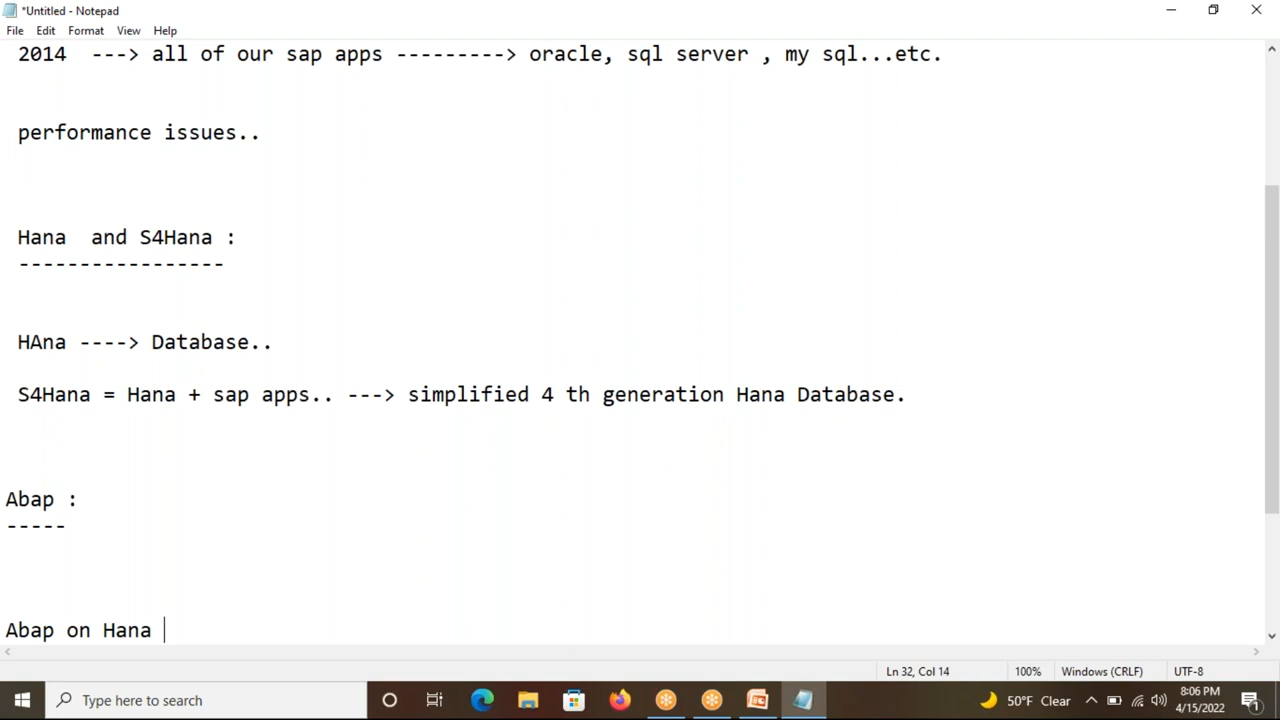 *Untitled - Notepad
File Edit Format View Help
2014 ---> all of our sap apps ---------> oracle, sql server , my sql...etc.
performance issues..
Hana and S4Hana :
-----------------
HAna ----> Database..
S4Hana = Hana + sap apps.. ---> simplified 4 th generation Hana Database.
Abap :
-----
Abap on Hana
Ln 32, Col 14 100% Windows (CRLF) UTF-8
Type here to search 50°F Clear 8:06 PM
4/15/2022 1